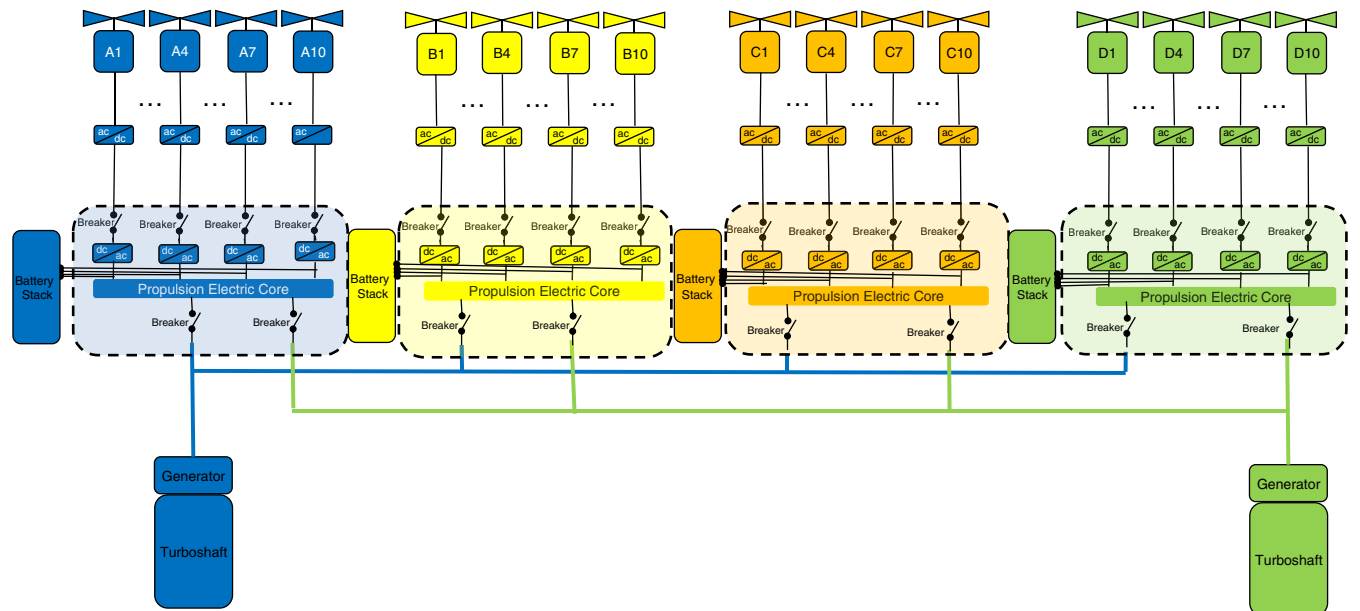 A1 A4 A7 A10 B1 B4 B7 B10 C1 C4 C7 C10 D1 D4 D7 D10
... ... ... ... ... ... ... ... ... ... ... ...
ac dc ac dc ac dc ac dc ac dc ac dc ac dc ac dc ac dc ac dc ac dc ac dc ac dc ac dc ac dc ac dc
Breaker Breaker Breaker Breaker Breaker Breaker Breaker Breaker Breaker Breaker Breaker Breaker Breaker Breaker Breaker Breaker
dc ac dc ac dc ac dc ac dc ac dc ac dc ac dc ac dc ac dc ac dc ac dc ac dc ac dc ac dc ac dc ac
Battery Stack
Battery Stack
Battery Stack
Battery Stack
Propulsion Electric Core
Propulsion Electric Core
Propulsion Electric Core
Propulsion Electric Core
Breaker Breaker Breaker Breaker Breaker Breaker Breaker Breaker
Generator
Generator
Turboshaft
Turboshaft